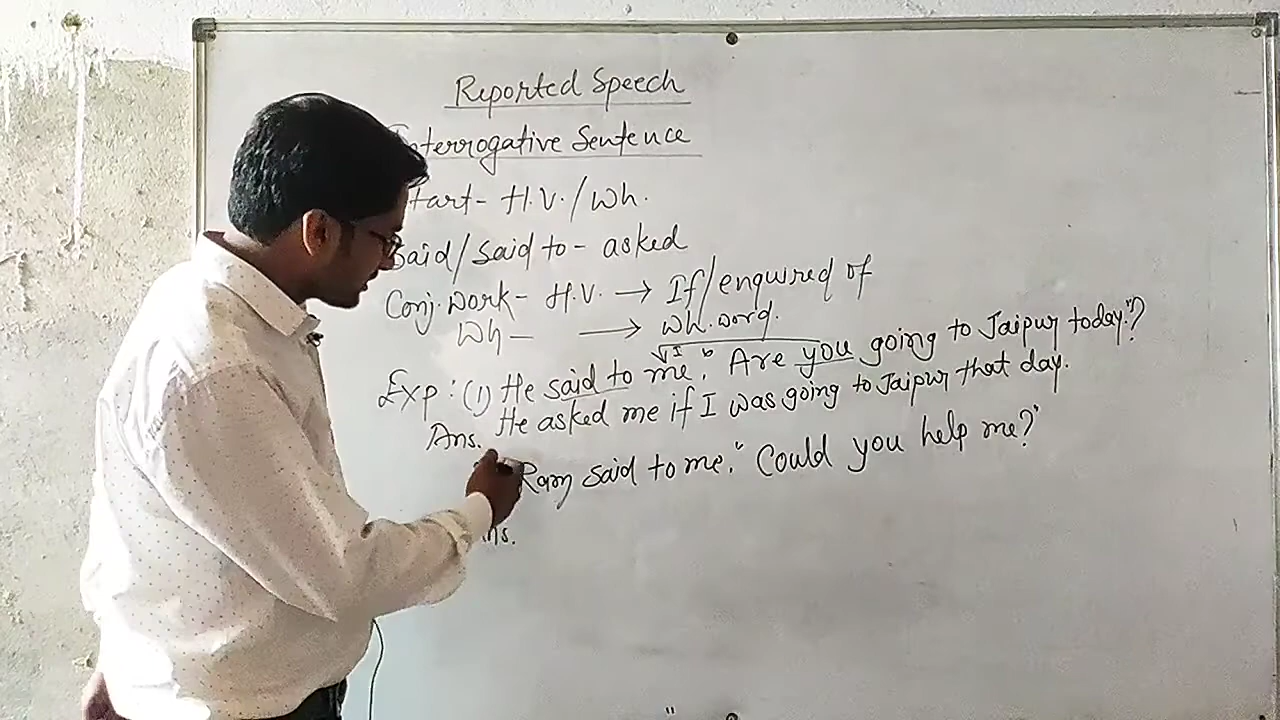 Reported Speech
Interrogative Sentence
Start- H.V./Wh.
Said/Said to- asked
Conj. Work- H.V. → If/enquired of
Wh- → Wh.word.
I
Exp: (1) He said to me," Are you going to Jaipur today"?
Ans. He asked me if I was going to Jaipur that day.
Ram said to me," Could you help me?"
Ans.